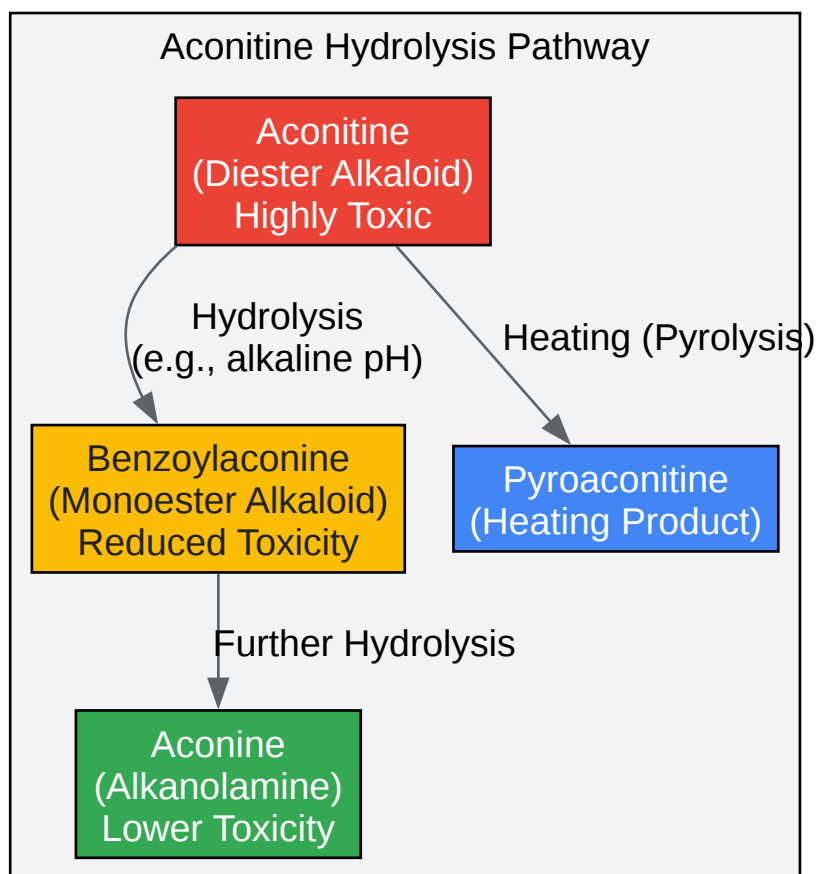 Aconitine Hydrolysis Pathway
Aconitine
(Diester Alkaloid)
Highly Toxic
Hydrolysis
(e.g., alkaline pH)
Heating (Pyrolysis)
Benzoylaconine
(Monoester Alkaloid)
Reduced Toxicity
Pyroaconitine
(Heating Product)
Further Hydrolysis
Aconine
(Alkanolamine)
Lower Toxicity